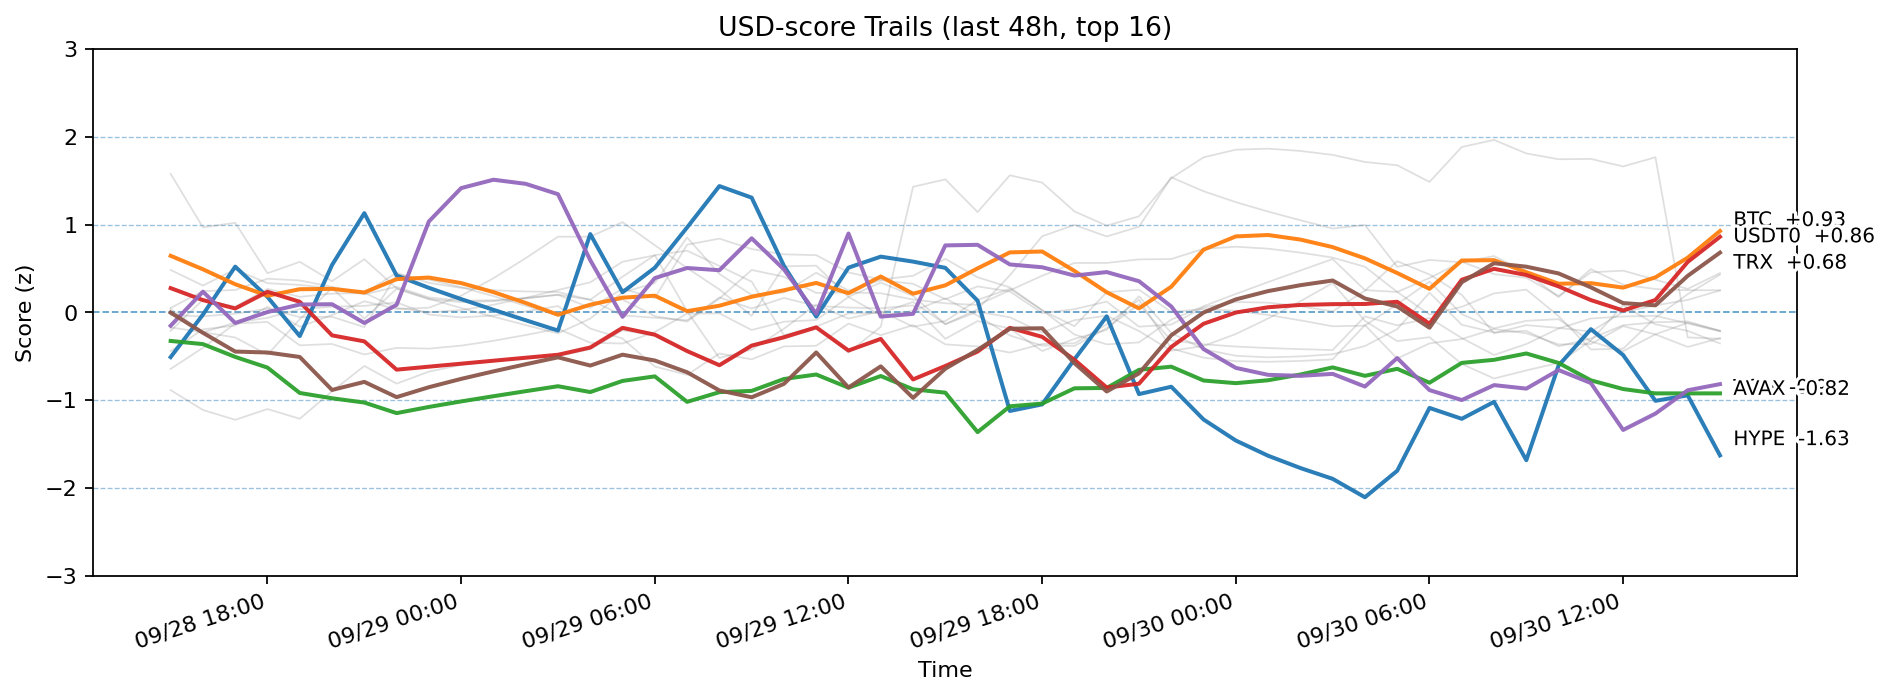 USD-score Trails (last 48h, top 16)
3
2
1
0
−1
−2
−3
Score (z)
BTC +0.93
USDT0 +0.86
TRX +0.68
AVAX -0.82
HYPE -1.63
09/28 18:00
09/29 00:00
09/29 06:00
09/29 12:00
09/29 18:00
09/30 00:00
09/30 06:00
09/30 12:00
Time